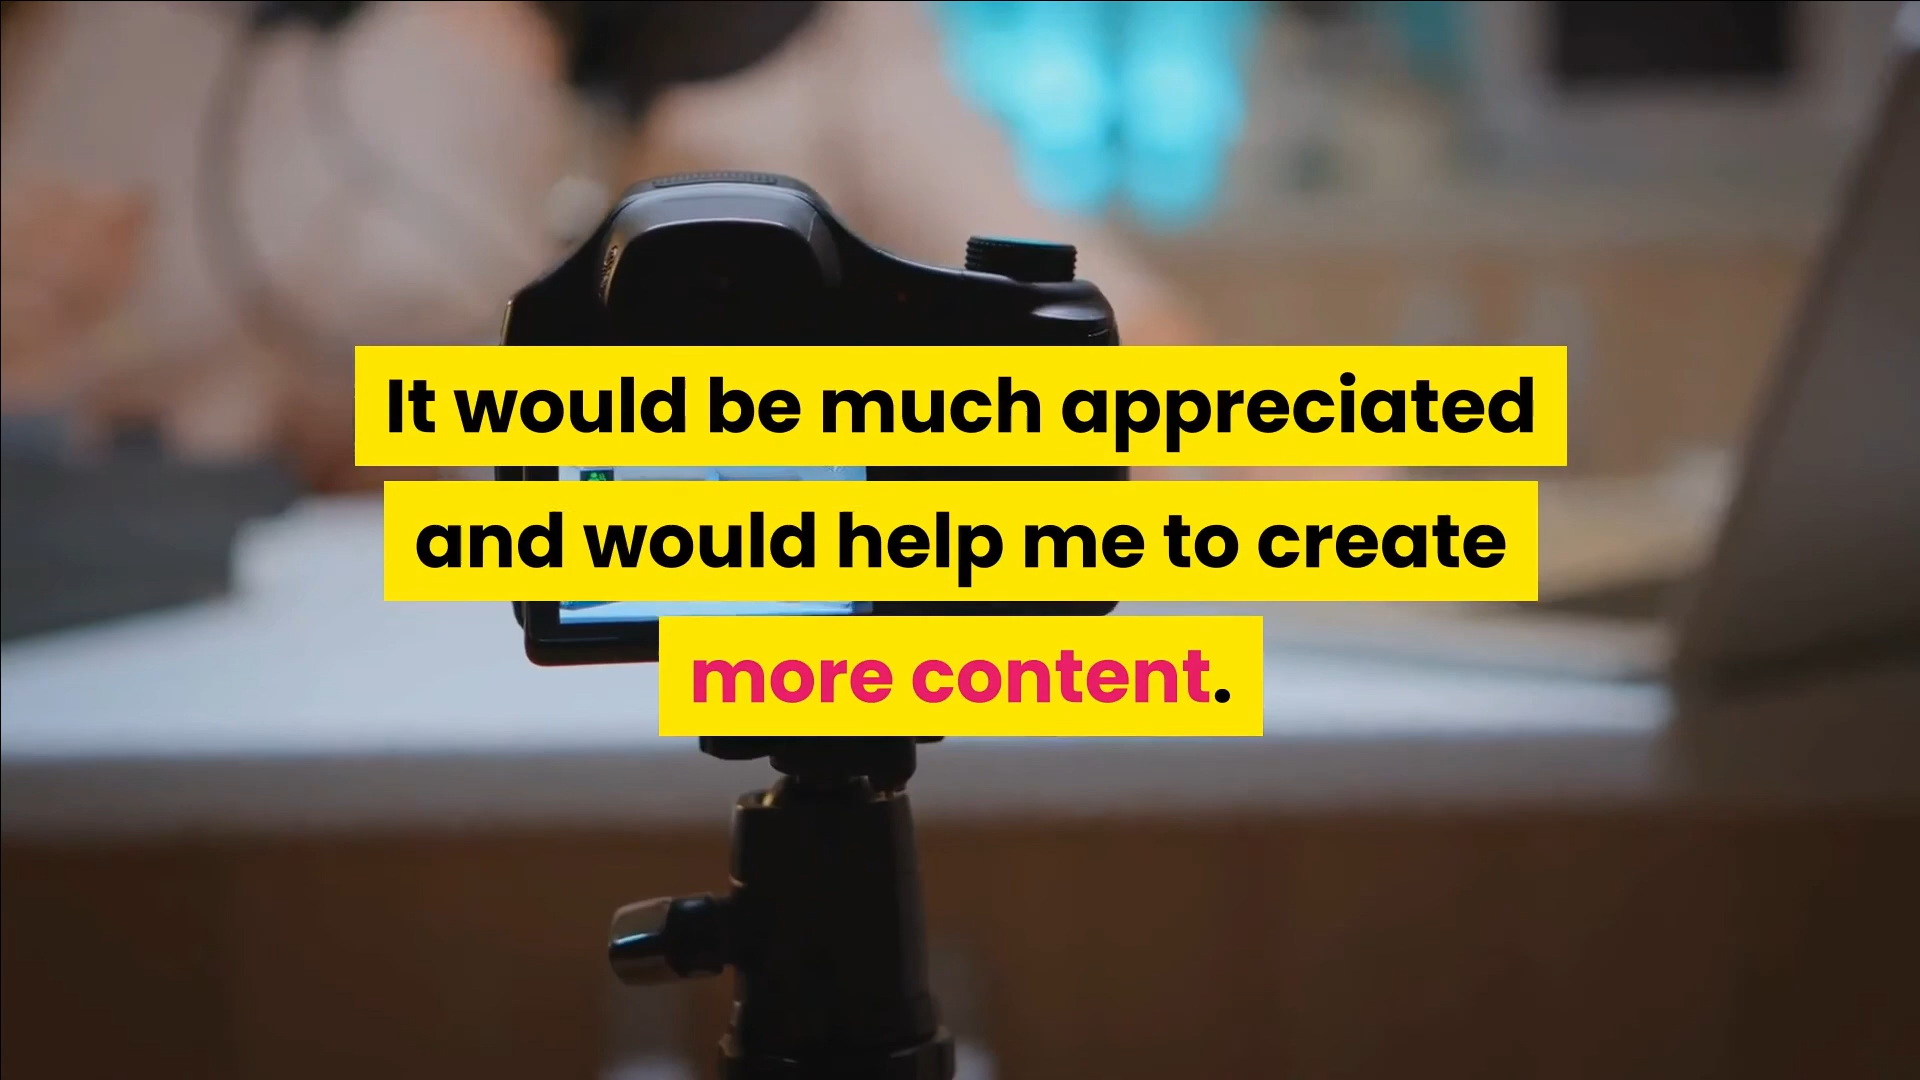 It would be much appreciated
and would help me to create
more content.